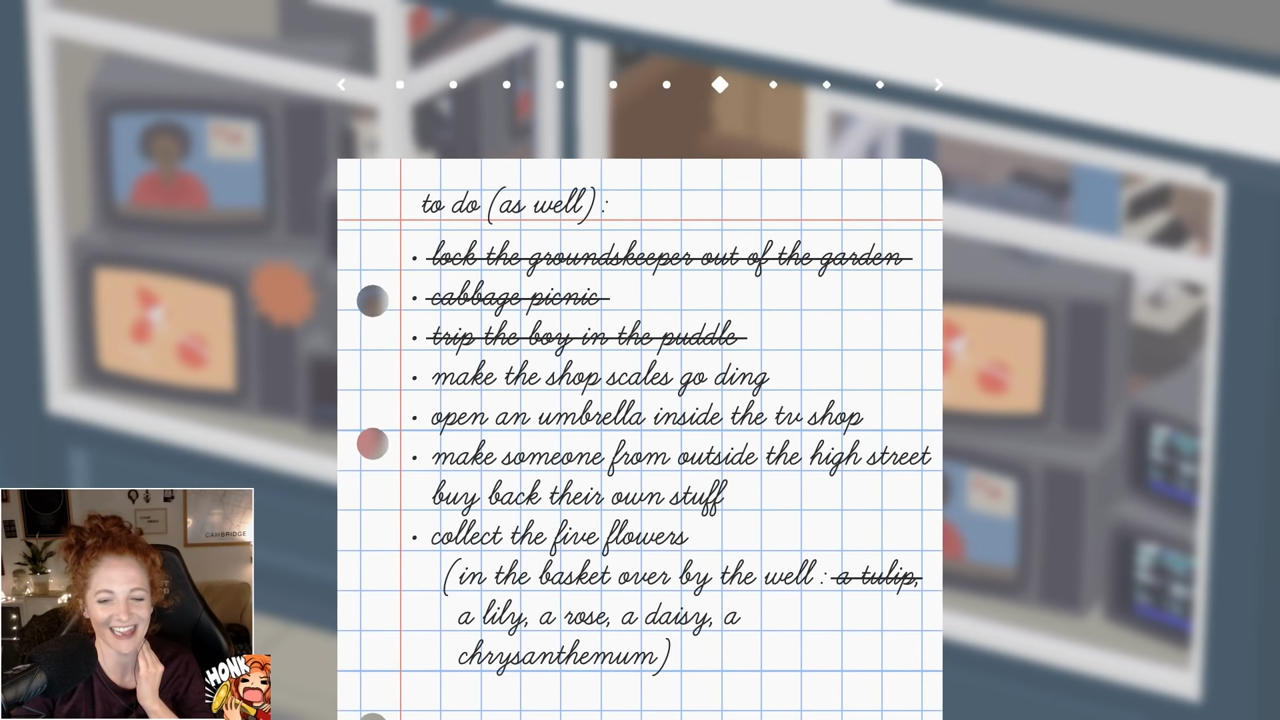 to do (as well) :
• lock the groundskeeper out of the garden
• cabbage picnic
• trip the boy in the puddle
• make the shop scales go ding
• open an umbrella inside the tv shop
• make someone from outside the high street
buy back their own stuff
• collect the five flowers
(in the basket over by the well : a tulip,
a lily, a rose, a daisy, a
chrysanthemum)
CAMBRIDGE
HONK